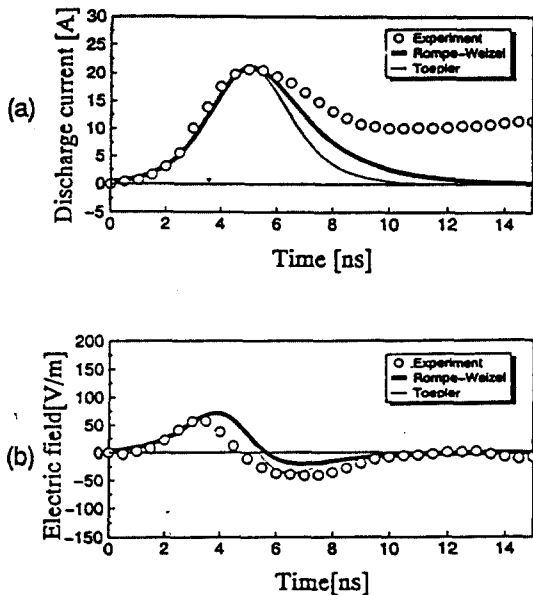 (a)
Discharge current [A]
30
25
20
15
10
5
0
-5
Experiment
Rompe-Weizel
Toepler
0 2 4 6 8 10 12 14
Time [ns]
(b)
Electric field[V/m]
200
150
100
50
0
-50
-100
-150
Experiment
Rompe-Weizel
Toepler
0 2 4 6 8 10 12 14
Time[ns]